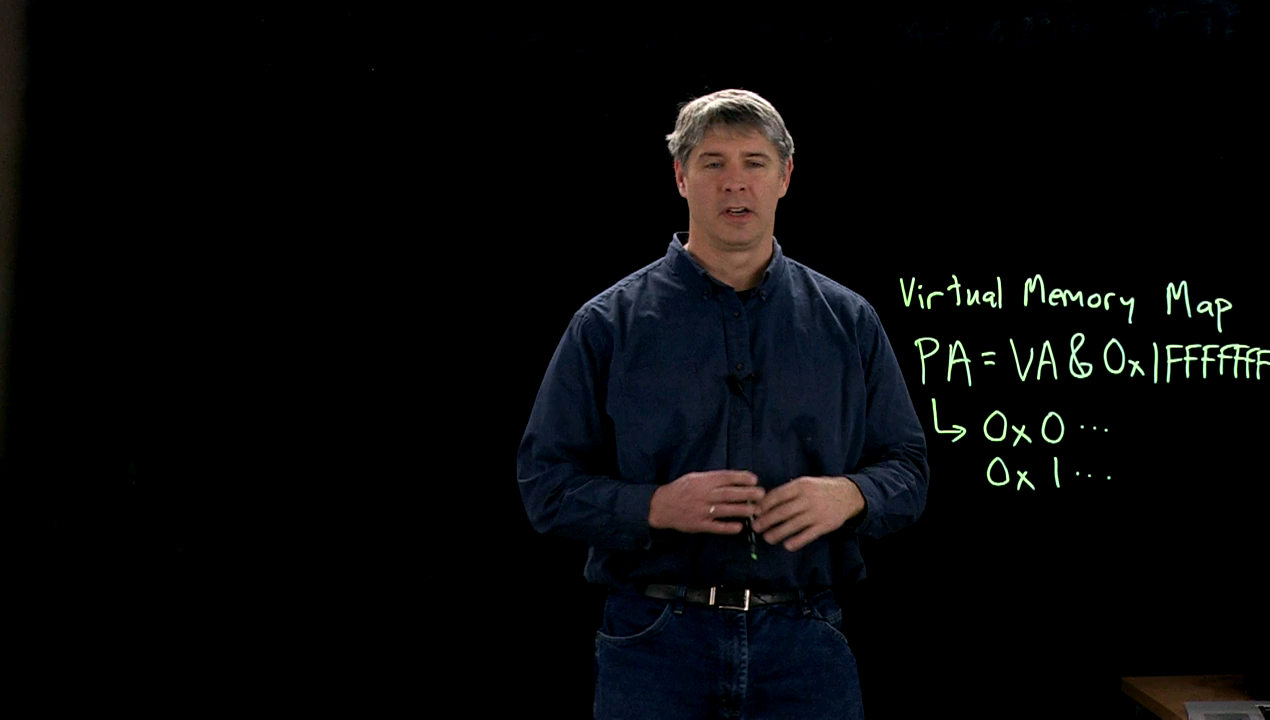 Virtual Memory Map
PA = VA & 0x1FFFFFFF
↳ 0x0...
0x1...